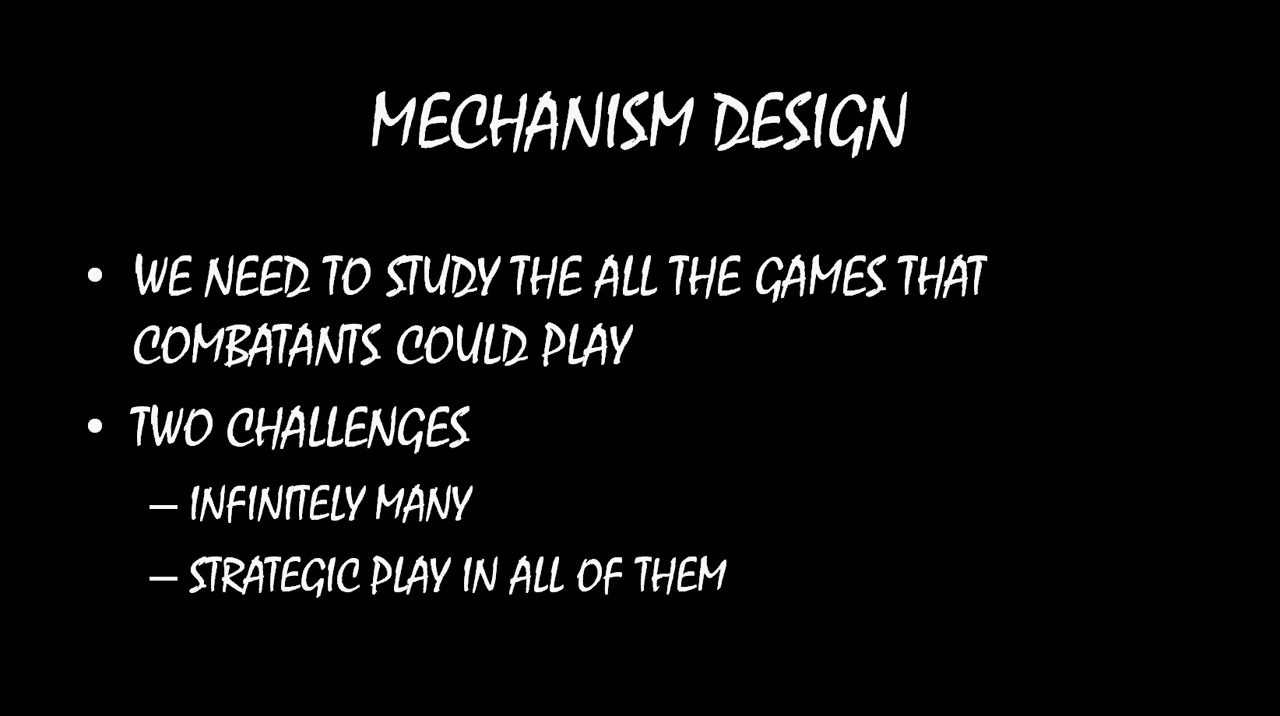 MECHANISM DESIGN
• WE NEED TO STUDY THE ALL THE GAMES THAT
COMBATANTS COULD PLAY
• TWO CHALLENGES
– INFINITELY MANY
– STRATEGIC PLAY IN ALL OF THEM